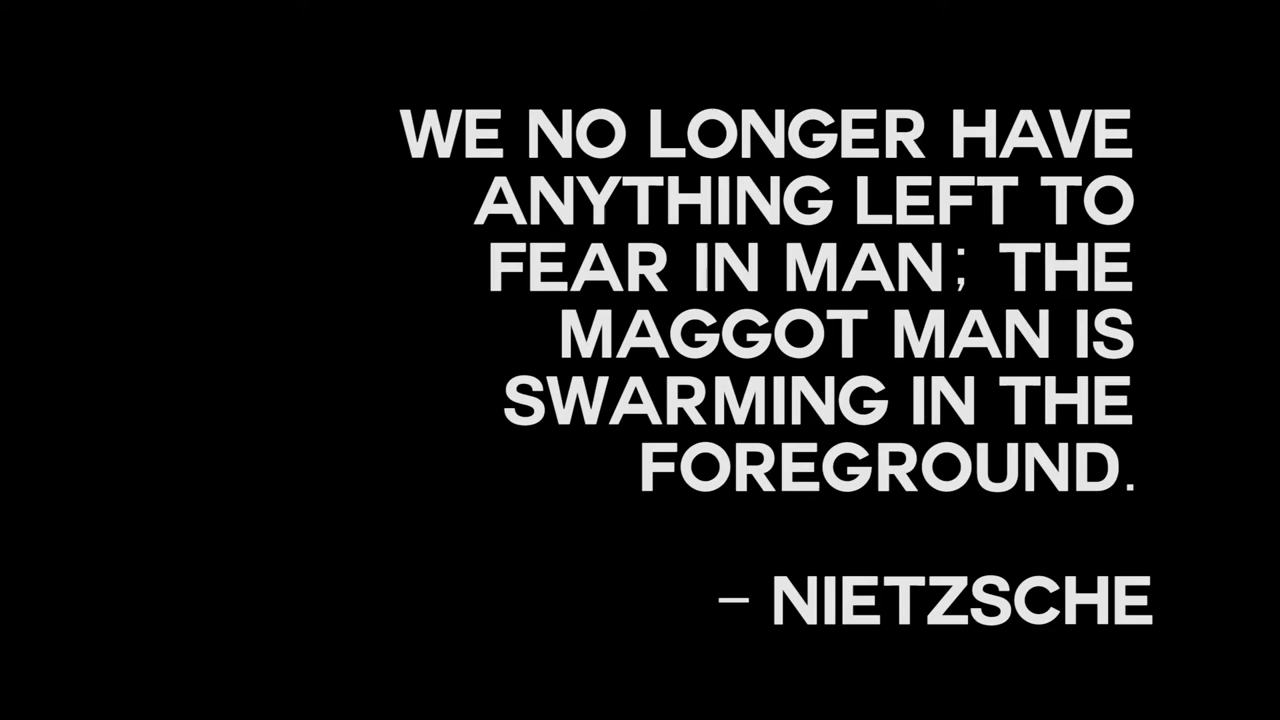 WE NO LONGER HAVE
ANYTHING LEFT TO
FEAR IN MAN; THE
MAGGOT MAN IS
SWARMING IN THE
FOREGROUND.
– NIETZSCHE